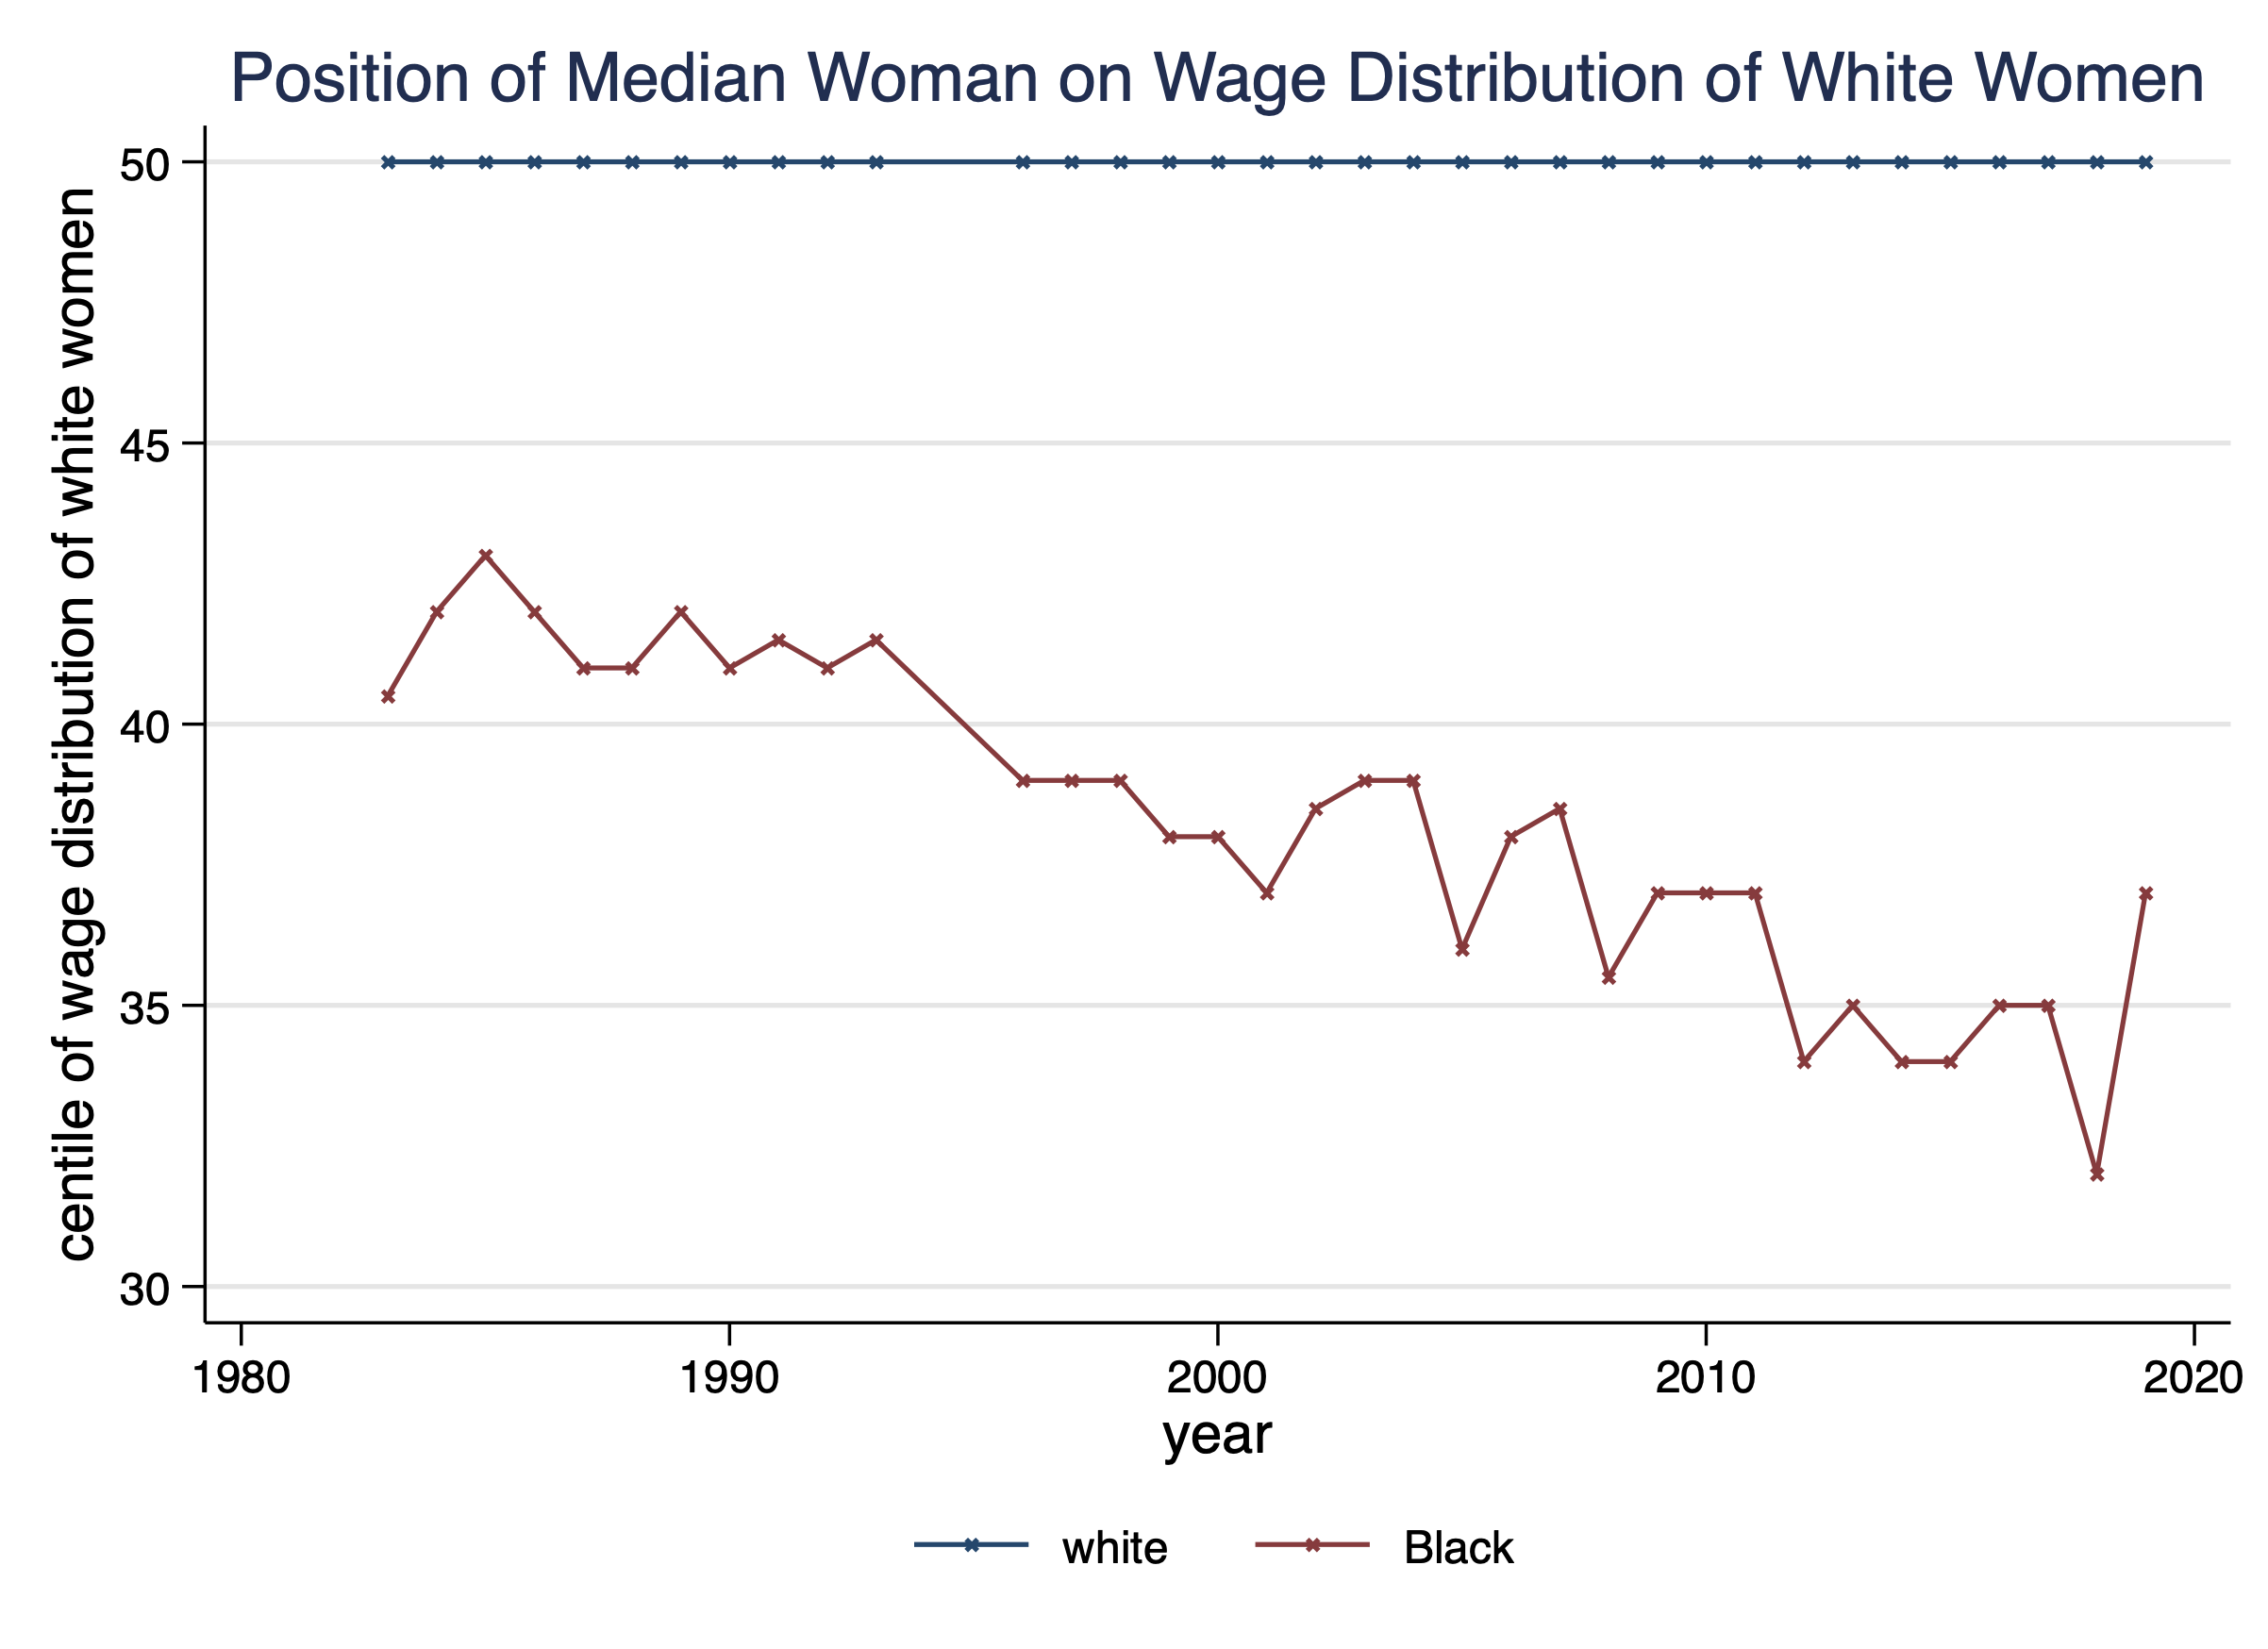 Position of Median Woman on Wage Distribution of White Women
centile of wage distribution of white women
50
45
40
35
30
1980 1990 2000 2010 2020
year
white Black